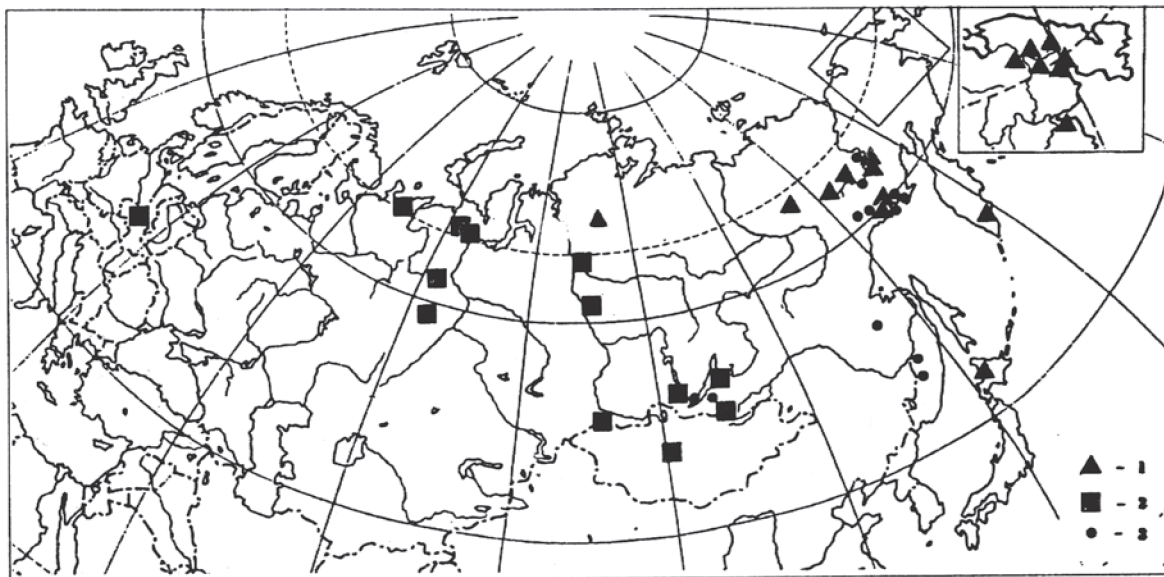 ▲ - 1
■ - 2
● - 3